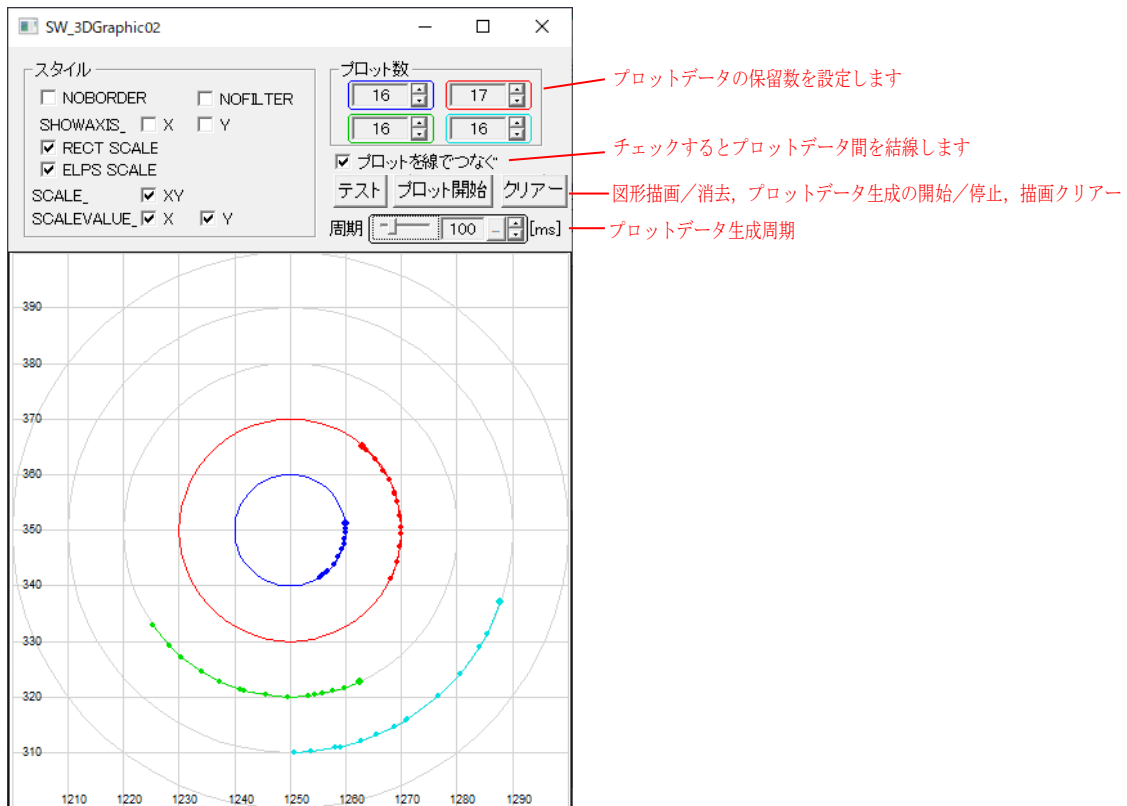 SW_3DGraphic02
スタイル
NOBORDER
NOFILTER
SHOWAXIS_ X Y
RECT SCALE
ELPS SCALE
SCALE_ XY
SCALEVALUE_ X Y
プロット数
16 17
16 16
プロットを線でつなぐ
テスト プロット開始 クリアー
周期 100 [ms]
プロットデータの保留数を設定します
チェックするとプロットデータ間を結線します
図形描画／消去，プロットデータ生成の開始／停止，描画クリアー
プロットデータ生成周期
390
380
370
360
350
340
330
320
310
1210 1220 1230 1240 1250 1260 1270 1280 1290